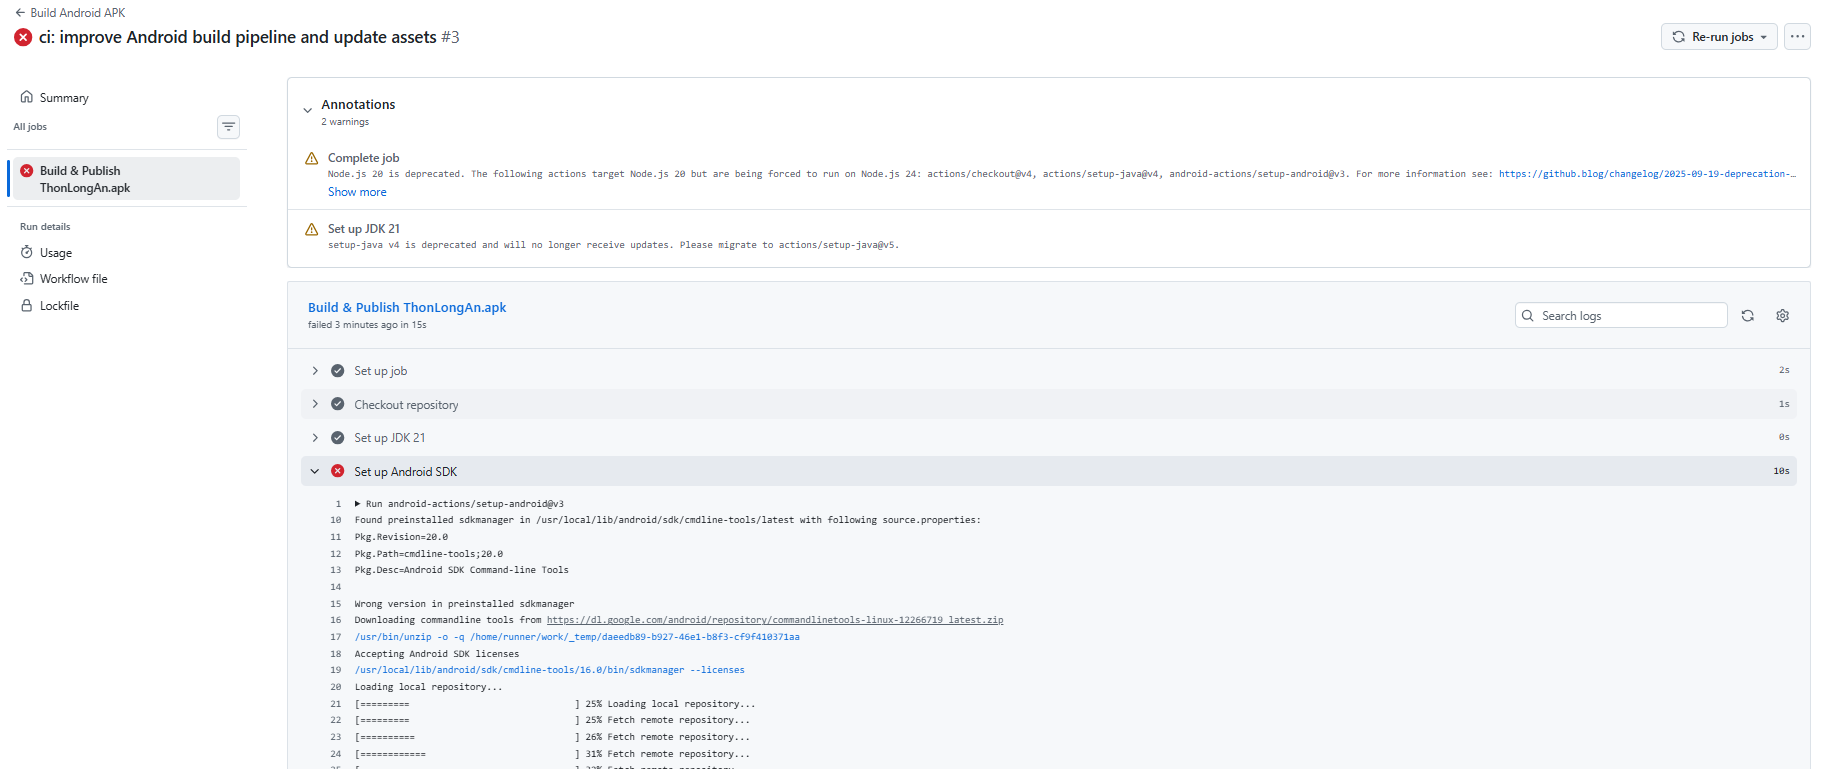 Build Android APK
ci: improve Android build pipeline and update assets #3
Re-run jobs
Summary
All jobs
Build & Publish
ThonLongAn.apk
Run details
Usage
Workflow file
Lockfile
Annotations
2 warnings
Complete job
Node.js 20 is deprecated. The following actions target Node.js 20 but are being forced to run on Node.js 24: actions/checkout@v4, actions/setup-java@v4, android-actions/setup-android@v3. For more information see: https://github.blog/changelog/2025-09-19-deprecation-…
Show more
Set up JDK 21
setup-java v4 is deprecated and will no longer receive updates. Please migrate to actions/setup-java@v5.
Build & Publish ThonLongAn.apk
failed 3 minutes ago in 15s
Search logs
Set up job 2s
Checkout repository 1s
Set up JDK 21 0s
Set up Android SDK 10s
1 Run android-actions/setup-android@v3
10 Found preinstalled sdkmanager in /usr/local/lib/android/sdk/cmdline-tools/latest with following source.properties:
11 Pkg.Revision=20.0
12 Pkg.Path=cmdline-tools;20.0
13 Pkg.Desc=Android SDK Command-line Tools
14
15 Wrong version in preinstalled sdkmanager
16 Downloading commandline tools from https://dl.google.com/android/repository/commandlinetools-linux-12266719_latest.zip
17 /usr/bin/unzip -o -q /home/runner/work/_temp/daeedb89-b927-46e1-b8f3-cf9f410371aa
18 Accepting Android SDK licenses
19 /usr/local/lib/android/sdk/cmdline-tools/16.0/bin/sdkmanager --licenses
20 Loading local repository...
21 [========= ] 25% Loading local repository...
22 [========= ] 25% Fetch remote repository...
23 [========== ] 26% Fetch remote repository...
24 [============ ] 31% Fetch remote repository...